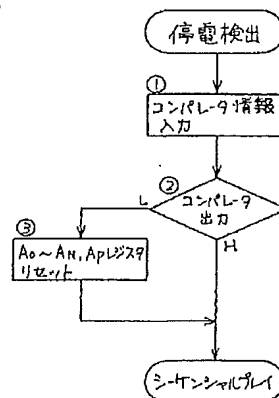 停電検出
①
コンパレータ情報
入力
②
コンパレータ
出力
L
H
③
A0～AN,Apレジスタ
リセット
シーケンシャルプレイ